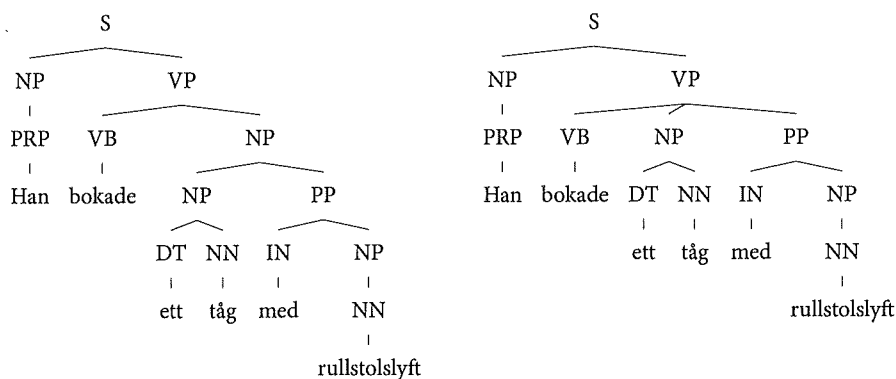 S
NP VP
PRP VB NP
Han bokade NP PP
DT NN IN NP
ett tåg med NN
rullstolslyft
S
NP VP
PRP VB NP PP
Han bokade DT NN IN NP
ett tåg med NN
rullstolslyft